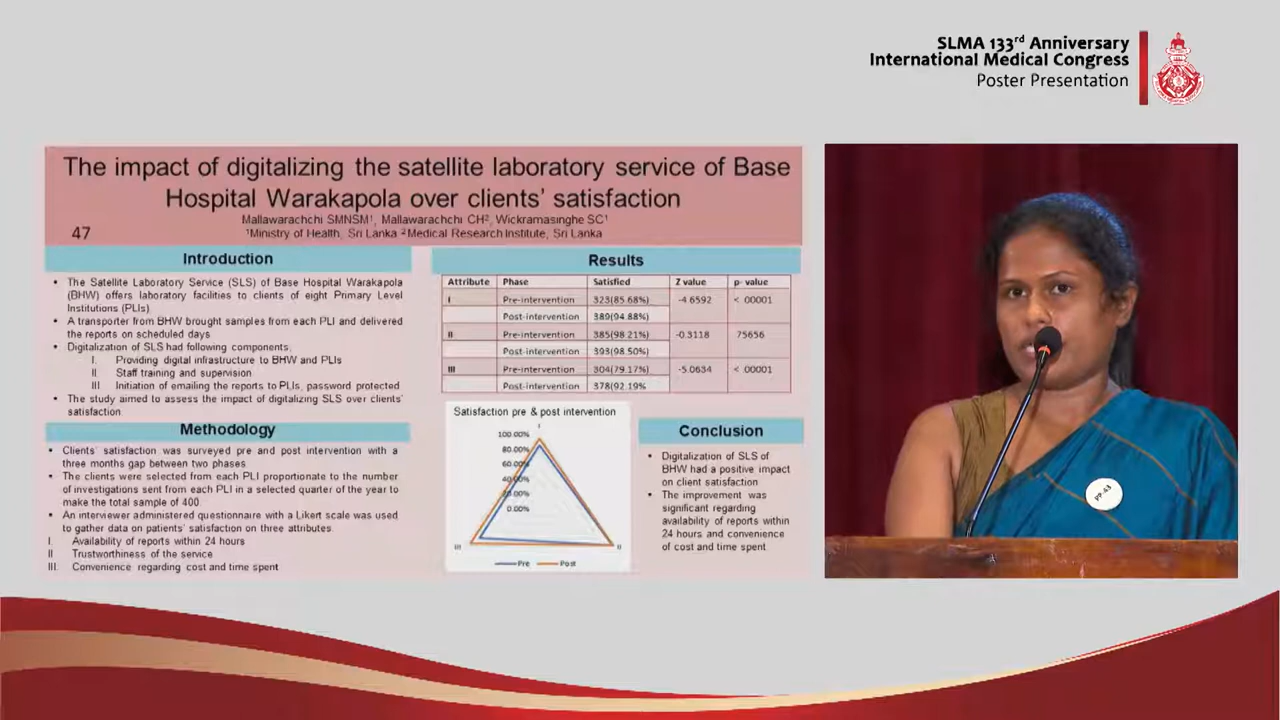 SLMA 133rd Anniversary
International Medical Congress
Poster Presentation
The impact of digitalizing the satellite laboratory service of Base
Hospital Warakapola over clients' satisfaction
Mallawarachchi SMNSM¹, Mallawarachchi CH², Wickramasinghe SC¹
47
¹Ministry of Health, Sri Lanka ²Medical Research Institute, Sri Lanka
Introduction
• The Satellite Laboratory Service (SLS) of Base Hospital Warakapola
(BHW) offers laboratory facilities to clients of eight Primary Level
Institutions (PLIs)
• A transporter from BHW brought samples from each PLI and delivered
the reports on scheduled days
• Digitalization of SLS had following components,
I. Providing digital infrastructure to BHW and PLIs
II Staff training and supervision
III Initiation of emailing the reports to PLIs, password protected
• The study aimed to assess the impact of digitalizing SLS over clients'
satisfaction
Methodology
• Clients' satisfaction was surveyed pre and post intervention with a
three months gap between two phases
• The clients were selected from each PLI proportionate to the number
of investigations sent from each PLI in a selected quarter of the year to
make the total sample of 400
• An interviewer administered questionnaire with a Likert scale was used
to gather data on patients' satisfaction on three attributes
I. Availability of reports within 24 hours
II Trustworthiness of the service
III. Convenience regarding cost and time spent
Results
Attribute Phase Satisfied Z value p- value
I Pre-intervention 323(85.68%) -4.6592 < .00001
Post-intervention 389(94.88%)
II Pre-intervention 385(98.21%) -0.3118 75656
Post-intervention 393(98.50%)
III Pre-intervention 304(79.17%) -5.0634 < .00001
Post-intervention 378(92.19%
Satisfaction pre & post intervention
I
100.00%
80.00%
60.00%
40.00%
20.00%
0.00%
III
II
Pre Post
Conclusion
• Digitalization of SLS of
BHW had a positive impact
on client satisfaction
• The improvement was
significant regarding
availability of reports within
24 hours and convenience
of cost and time spent
PP-43